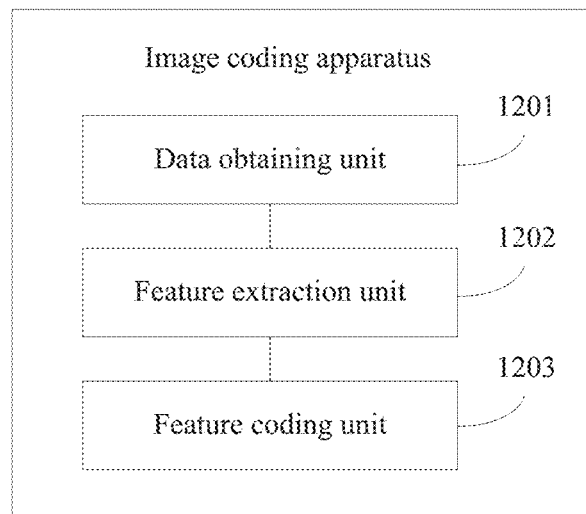 Image coding apparatus
1201
Data obtaining unit
1202
Feature extraction unit
1203
Feature coding unit